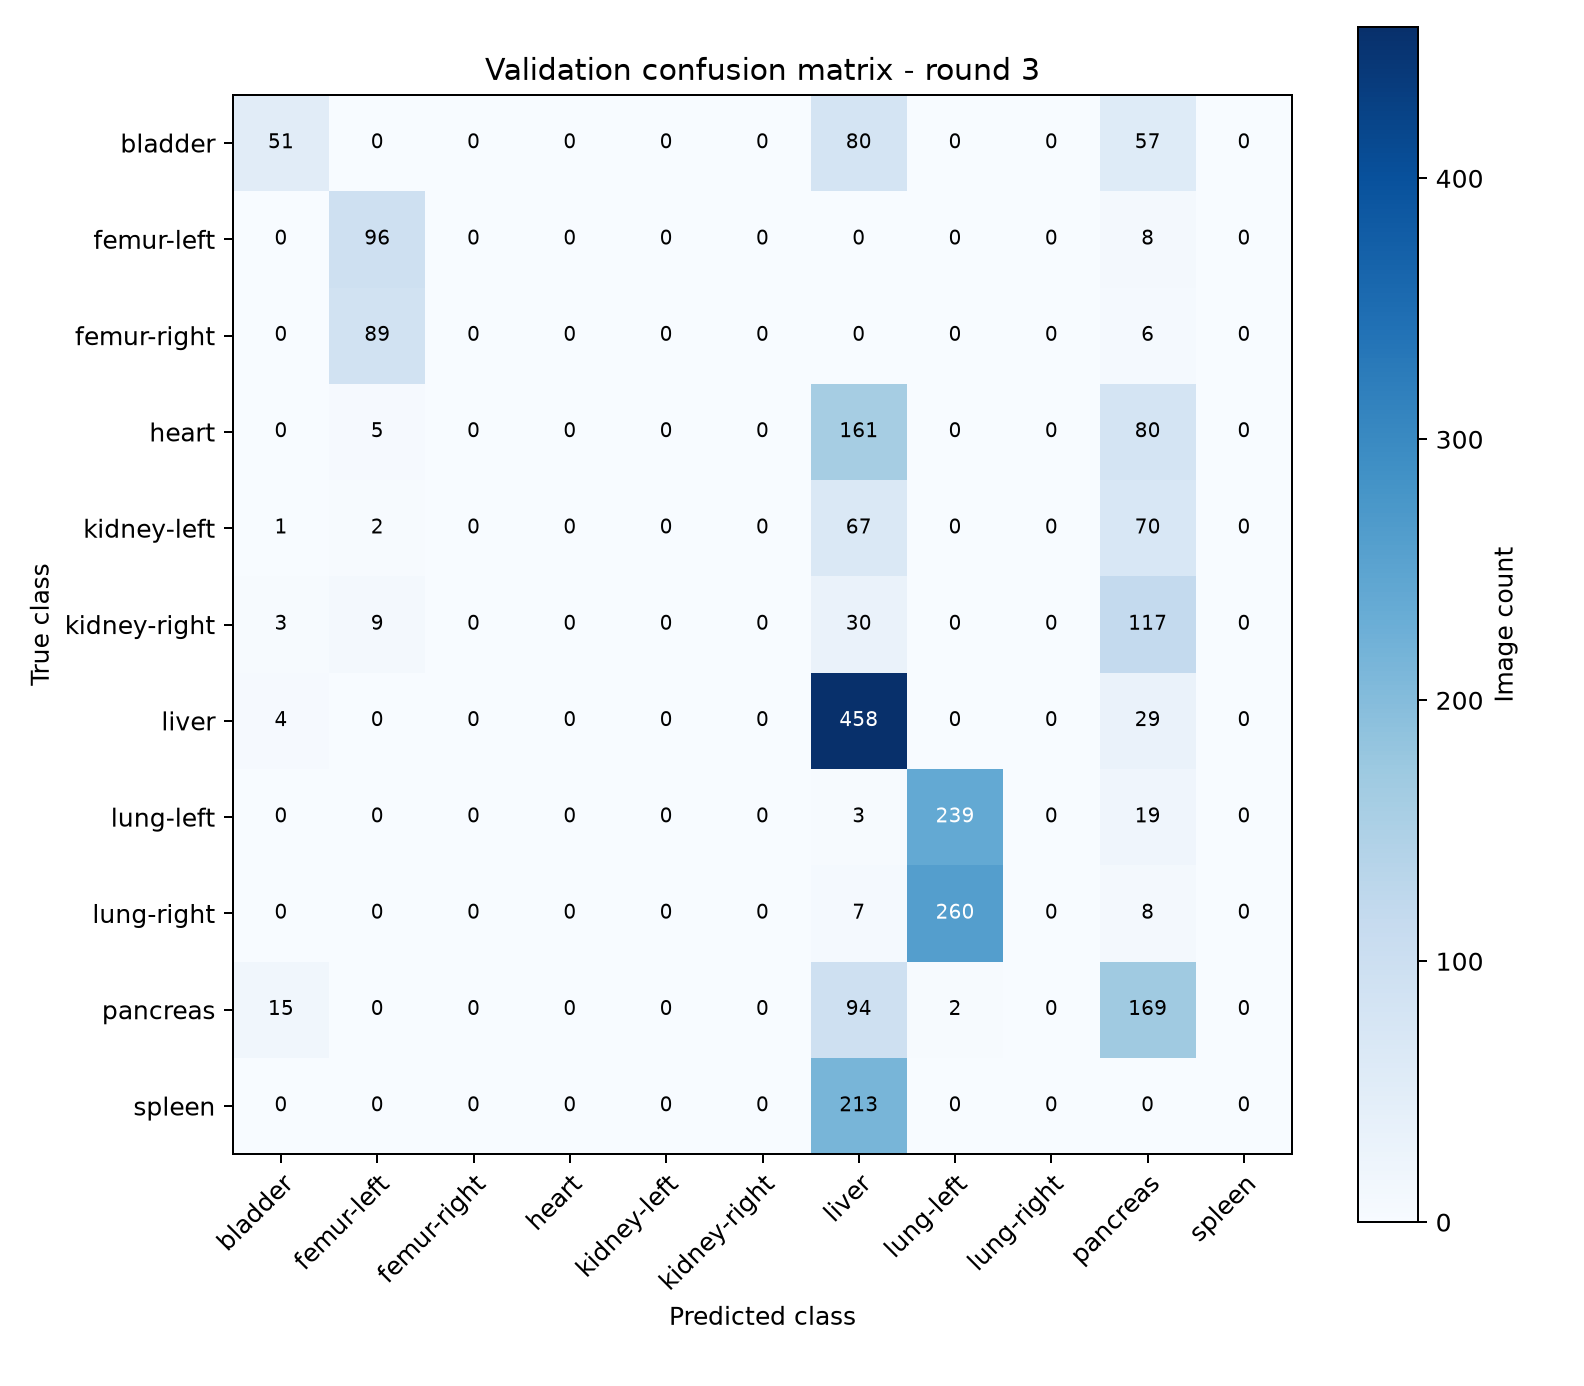 Validation confusion matrix - round 3
True class
bladder 51 0 0 0 0 0 80 0 0 57 0
femur-left 0 96 0 0 0 0 0 0 0 8 0
femur-right 0 89 0 0 0 0 0 0 0 6 0
heart 0 5 0 0 0 0 161 0 0 80 0
kidney-left 1 2 0 0 0 0 67 0 0 70 0
kidney-right 3 9 0 0 0 0 30 0 0 117 0
liver 4 0 0 0 0 0 458 0 0 29 0
lung-left 0 0 0 0 0 0 3 239 0 19 0
lung-right 0 0 0 0 0 0 7 260 0 8 0
pancreas 15 0 0 0 0 0 94 2 0 169 0
spleen 0 0 0 0 0 0 213 0 0 0 0
bladder femur-left femur-right heart kidney-left kidney-right liver lung-left lung-right pancreas spleen
Predicted class
400
300
200
100
0
Image count